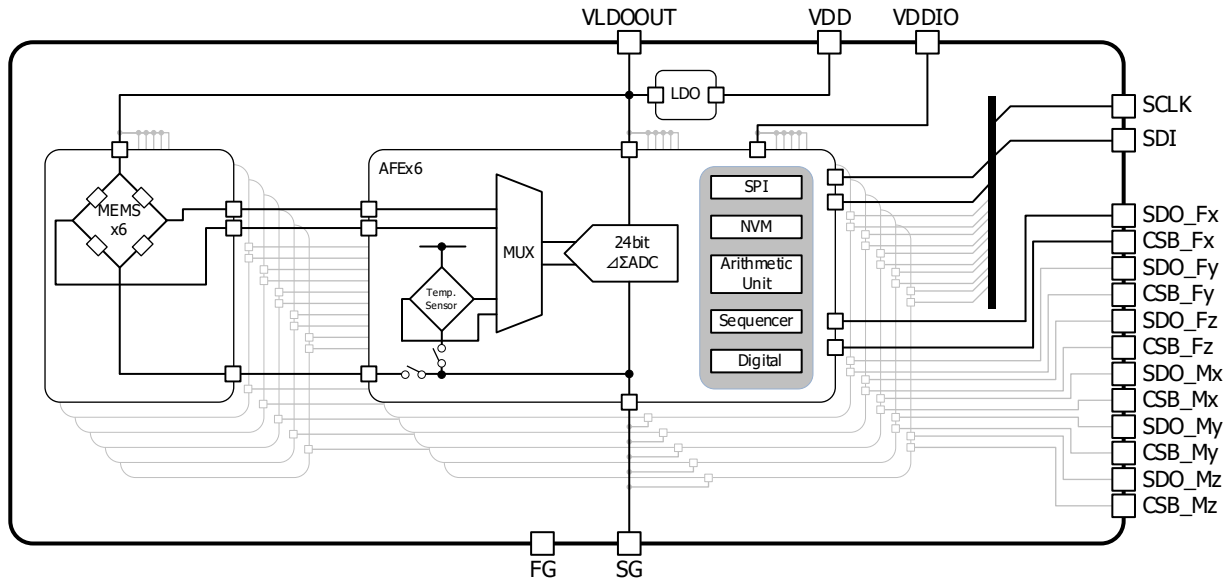 VLDOOUT
VDD
VDDIO
LDO
SCLK
SDI
MEMS
x6
AFEx6
MUX
24bit
⊿ΣADC
Temp.
Sensor
SPI
NVM
Arithmetic
Unit
Sequencer
Digital
SDO_Fx
CSB_Fx
SDO_Fy
CSB_Fy
SDO_Fz
CSB_Fz
SDO_Mx
CSB_Mx
SDO_My
CSB_My
SDO_Mz
CSB_Mz
FG
SG